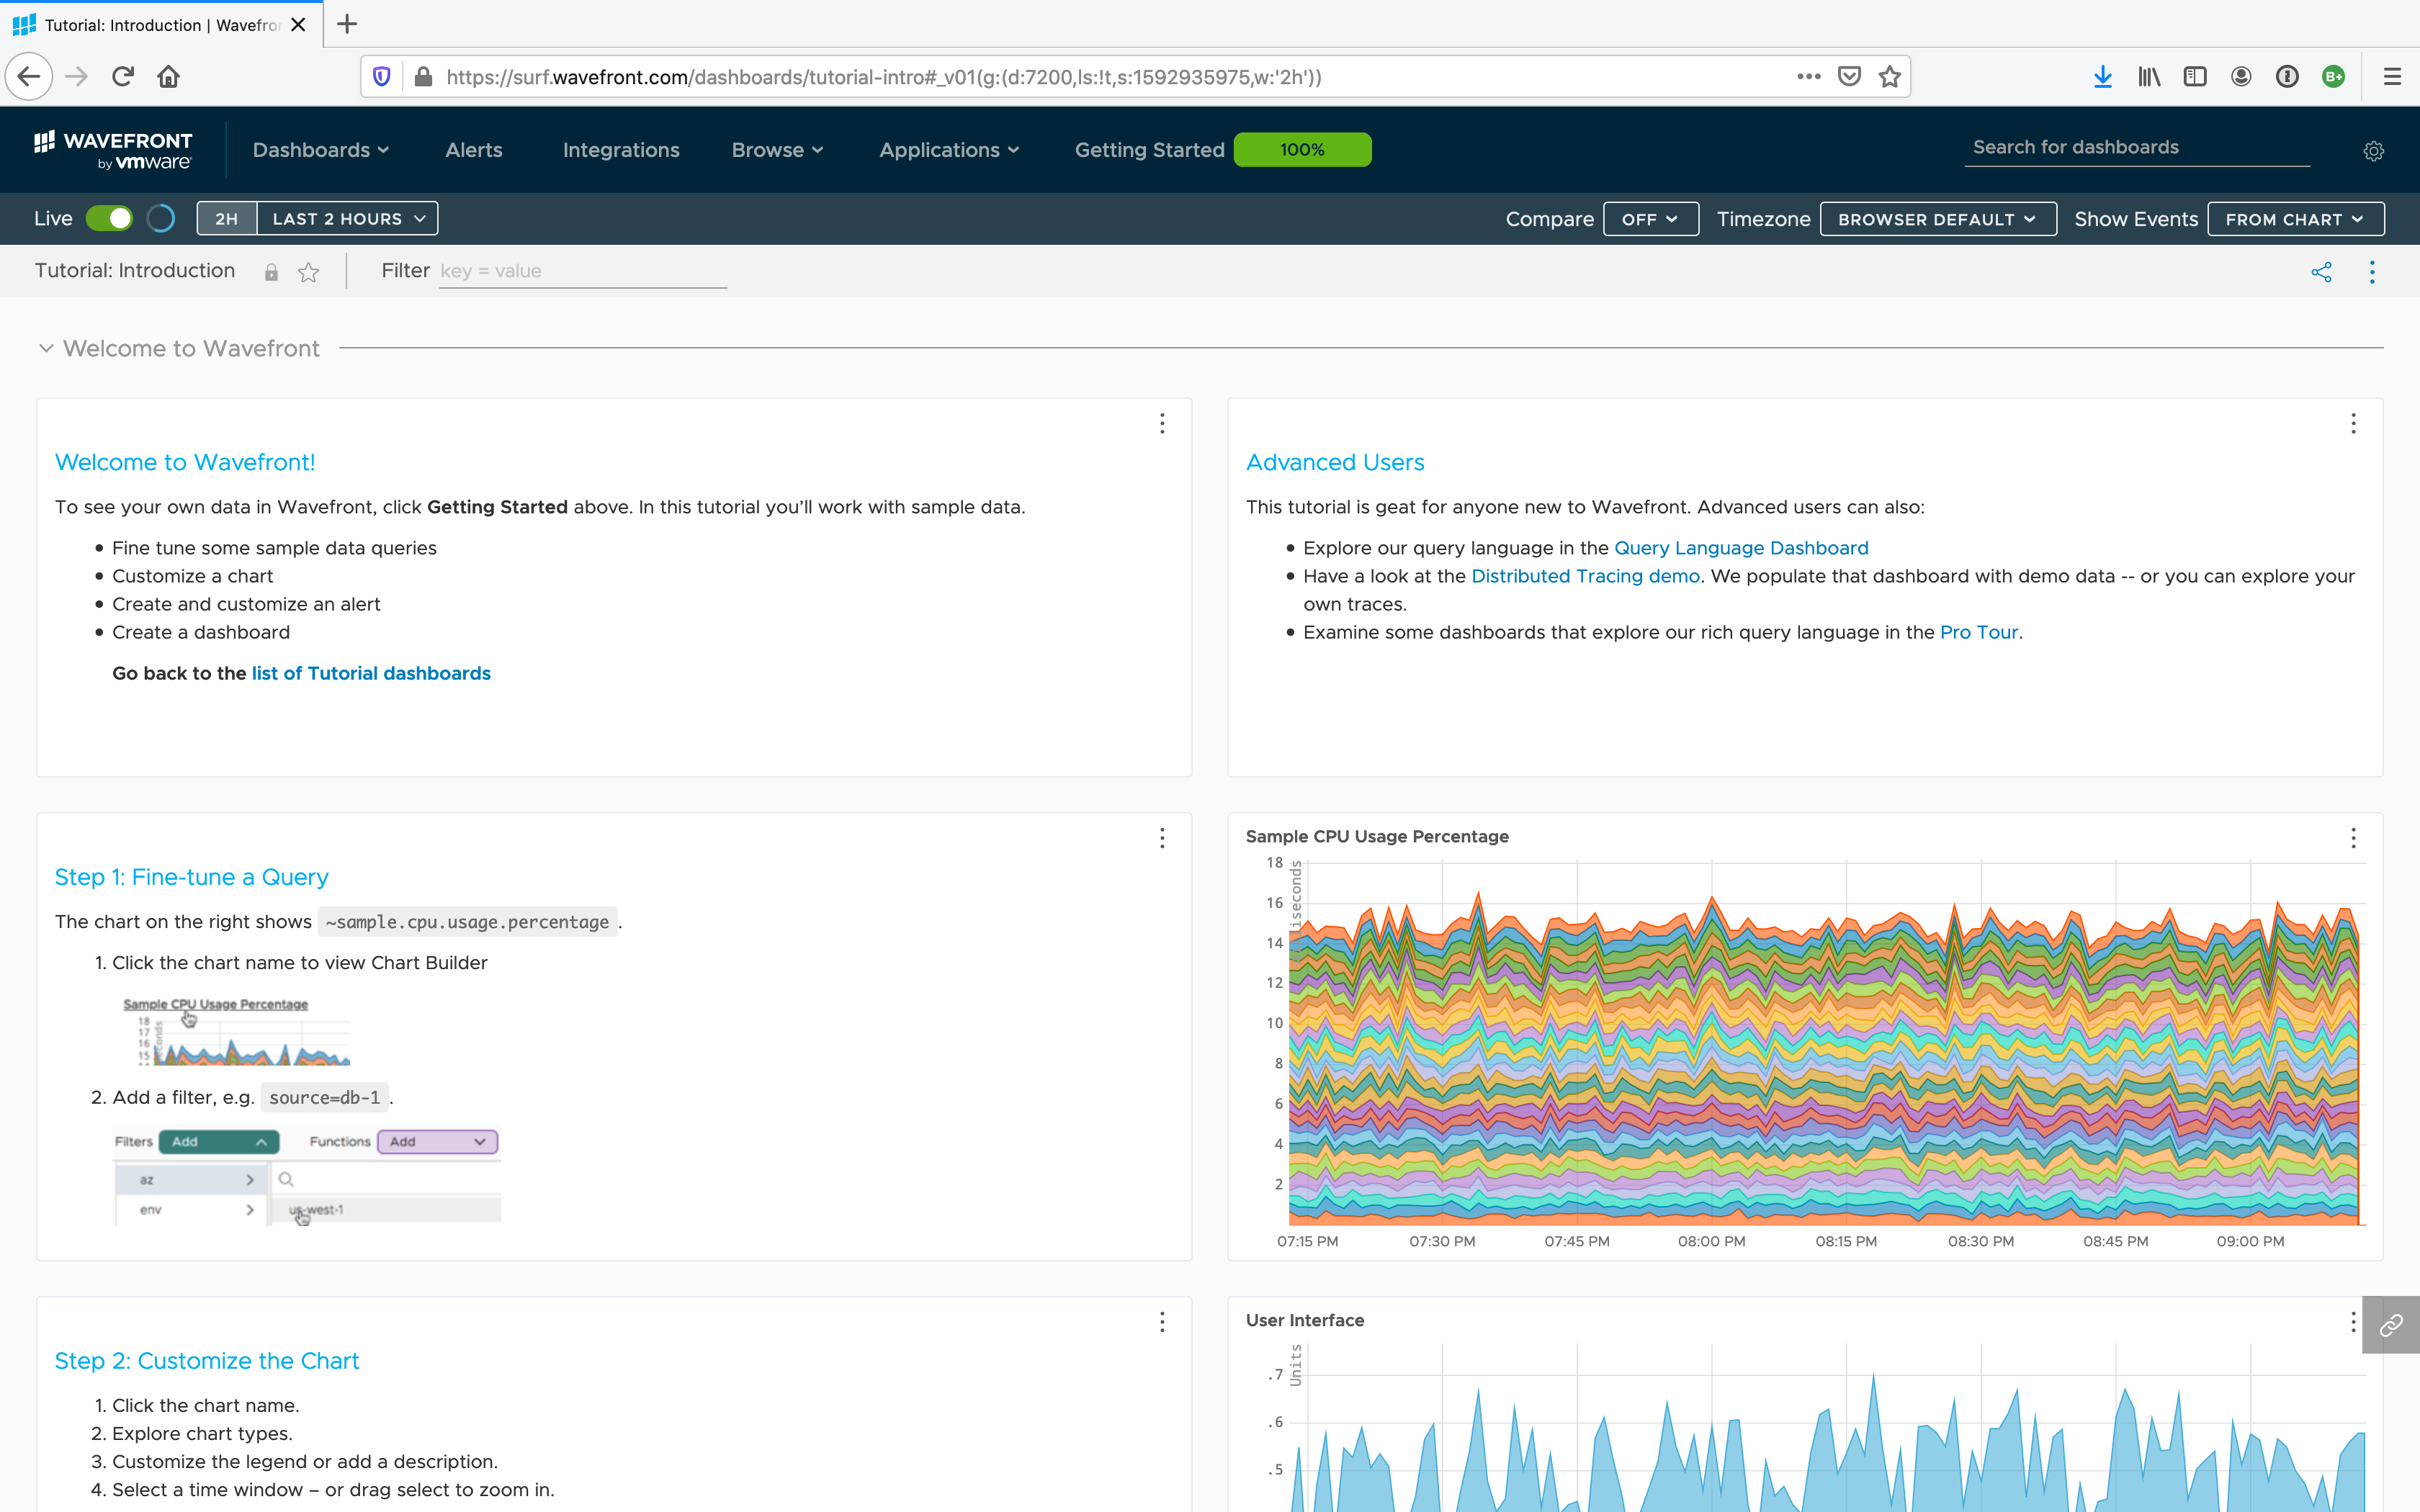 Tutorial: Introduction | Wavefro
https://surf.wavefront.com/dashboards/tutorial-intro#_v01(g:(d:7200,ls:!t,s:1592935975,w:'2h'))
B+
WAVEFRONT
by vmware
Dashboards
Alerts
Integrations
Browse
Applications
Getting Started
100%
Search for dashboards
Live
2H
LAST 2 HOURS
Compare
OFF
Timezone
BROWSER DEFAULT
Show Events
FROM CHART
Tutorial: Introduction
Filter key = value
Welcome to Wavefront
Welcome to Wavefront!
To see your own data in Wavefront, click Getting Started above. In this tutorial you’ll work with sample data.
• Fine tune some sample data queries
• Customize a chart
• Create and customize an alert
• Create a dashboard
Go back to the list of Tutorial dashboards
Advanced Users
This tutorial is geat for anyone new to Wavefront. Advanced users can also:
• Explore our query language in the Query Language Dashboard
• Have a look at the Distributed Tracing demo. We populate that dashboard with demo data -- or you can explore your
own traces.
• Examine some dashboards that explore our rich query language in the Pro Tour.
Step 1: Fine-tune a Query
The chart on the right shows ~sample.cpu.usage.percentage .
1. Click the chart name to view Chart Builder
Sample CPU Usage Percentage
18
17
16
15
2. Add a filter, e.g. source=db-1 .
Filters Add Functions Add
az
env us-west-1
Sample CPU Usage Percentage
18
16
14
12
10
8
6
4
2
07:15 PM 07:30 PM 07:45 PM 08:00 PM 08:15 PM 08:30 PM 08:45 PM 09:00 PM
Step 2: Customize the Chart
1. Click the chart name.
2. Explore chart types.
3. Customize the legend or add a description.
4. Select a time window – or drag select to zoom in.
User Interface
Units
.7
.6
.5